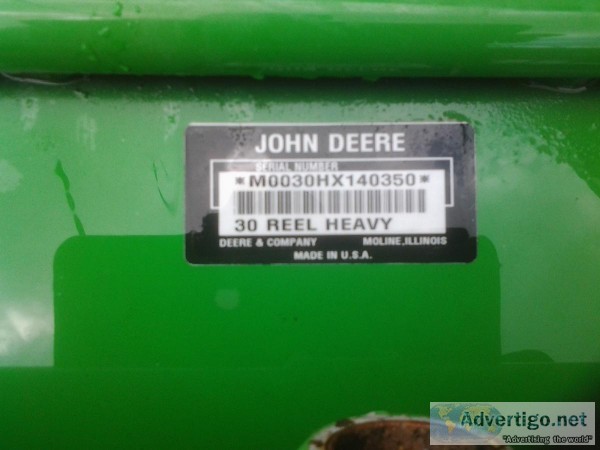 JOHN DEERE
SERIAL NUMBER
*M0030HX140350*
30 REEL HEAVY
DEERE & COMPANY MOLINE, ILLINOIS
MADE IN U.S.A.
Advertigo.net
"Advertising the world"